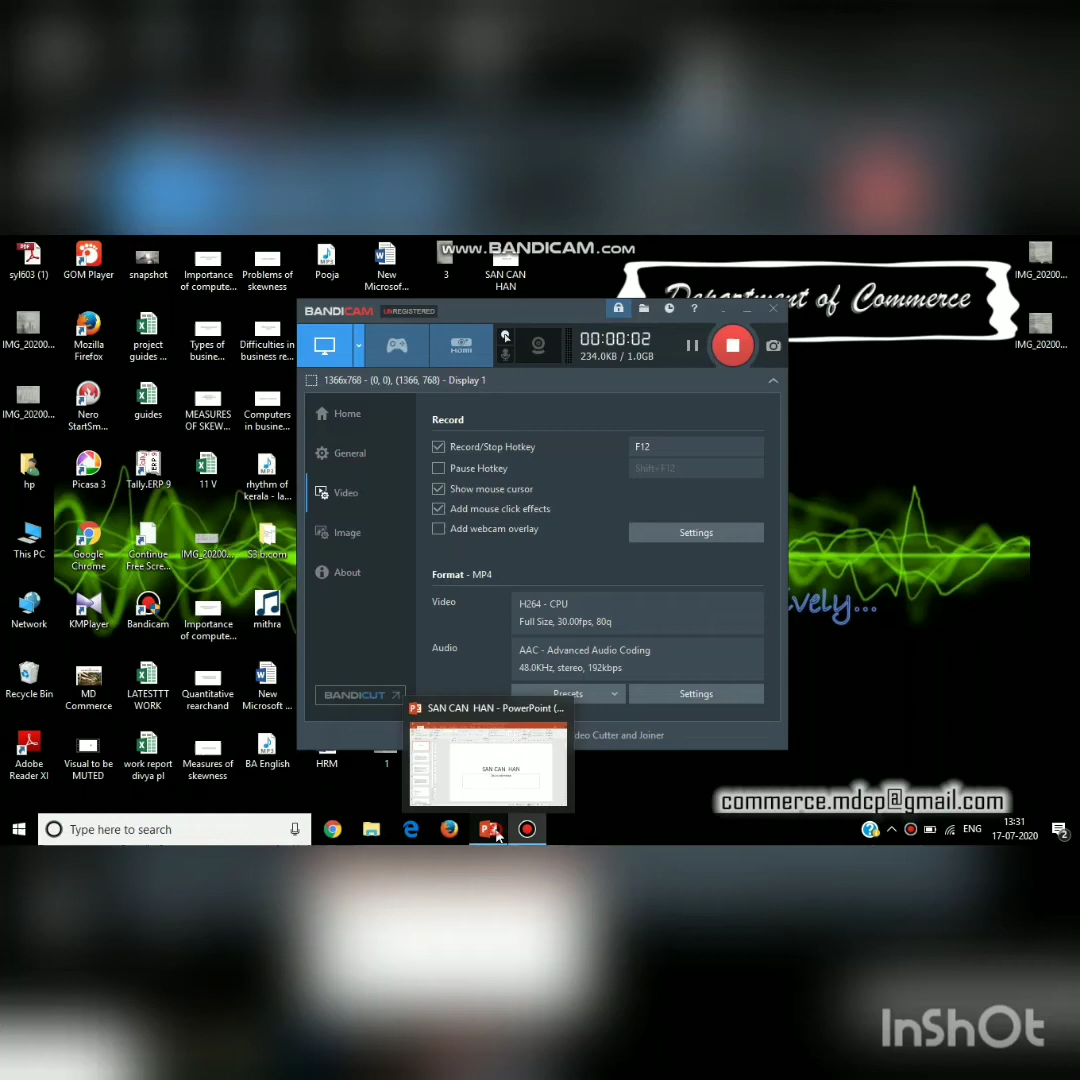 www.BANDICAM.com
syl603 (1)
GOM Player
snapshot
Importance
of compute...
Problems of
skewness
Pooja
New
Microsof...
3
SAN CAN
HAN
IMG_20200...
Department of Commerce
BANDICAM
UNREGISTERED
?
IMG_20200...
Mozilla
Firefox
project
guides ...
Types of
busine...
Difficulties in
business re...
HDMI
00:00:02
234.0KB / 1.0GB
IMG_20200...
1366x768 - (0, 0), (1366, 768) - Display 1
IMG_20200...
Nero
StartSm...
guides
MEASURES
OF SKEW...
Computers
in busine...
Home
General
Video
Image
About
Record
Record/Stop Hotkey
F12
Pause Hotkey
Shift+F12
Show mouse cursor
Add mouse click effects
Add webcam overlay
Settings
hp
Picasa 3
Tally.ERP 9
11 V
rhythm of
kerala - la...
This PC
Google
Chrome
Continue
Free Scre...
IMG_20200...
S3 b.com
Format - MP4
Video
H264 - CPU
Full Size, 30.00fps, 80q
Audio
AAC - Advanced Audio Coding
48.0KHz, stereo, 192kbps
Presets
Settings
ively...
Network
KMPlayer
Bandicam
Importance
of compute...
mithra
Recycle Bin
MD
Commerce
LATESTTT
WORK
Quantitative
rearchand
New
Microsoft ...
BANDICUT
SAN CAN HAN - PowerPoint (...
SAN CAN HAN
deo Cutter and Joiner
Adobe
Reader XI
Visual to be
MUTED
work report
divya pl
Measures of
skewness
BA English
HRM
1
commerce.mdcp@gmail.com
Type here to search
ENG
13:31
17-07-2020
2
InShOt